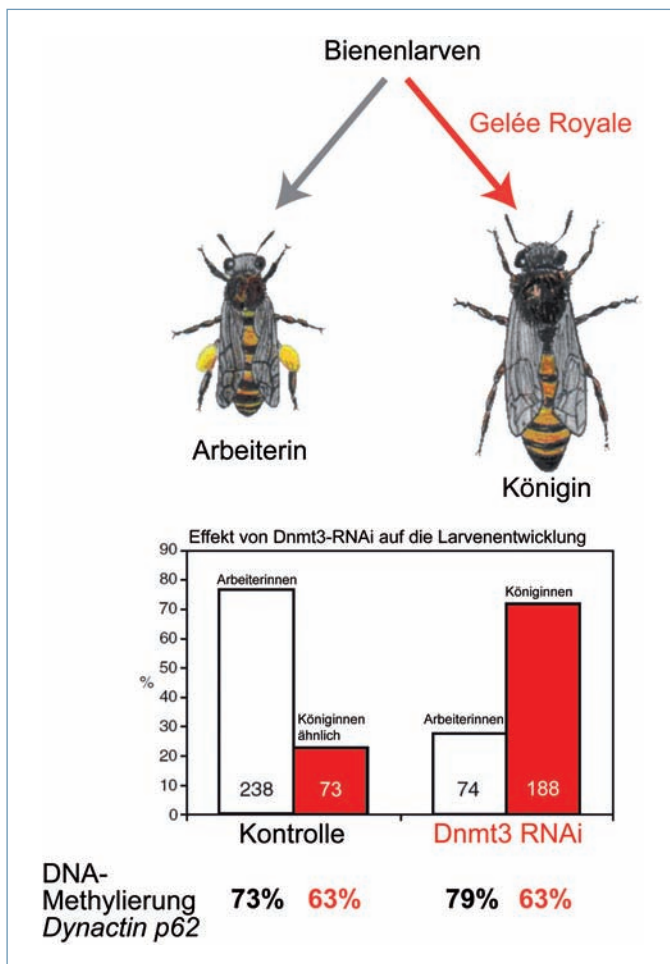 Bienenlarven
Gelée Royale
Arbeiterin
Königin
Effekt von Dnmt3-RNAi auf die Larvenentwicklung
90
80
70
60
50
40
30
20
10
0
%
Arbeiterinnen
Königinnen
ähnlich
Arbeiterinnen
Königinnen
238
73
74
188
Kontrolle
Dnmt3 RNAi
DNA-
Methylierung
Dynactin p62
73% 63% 79% 63%